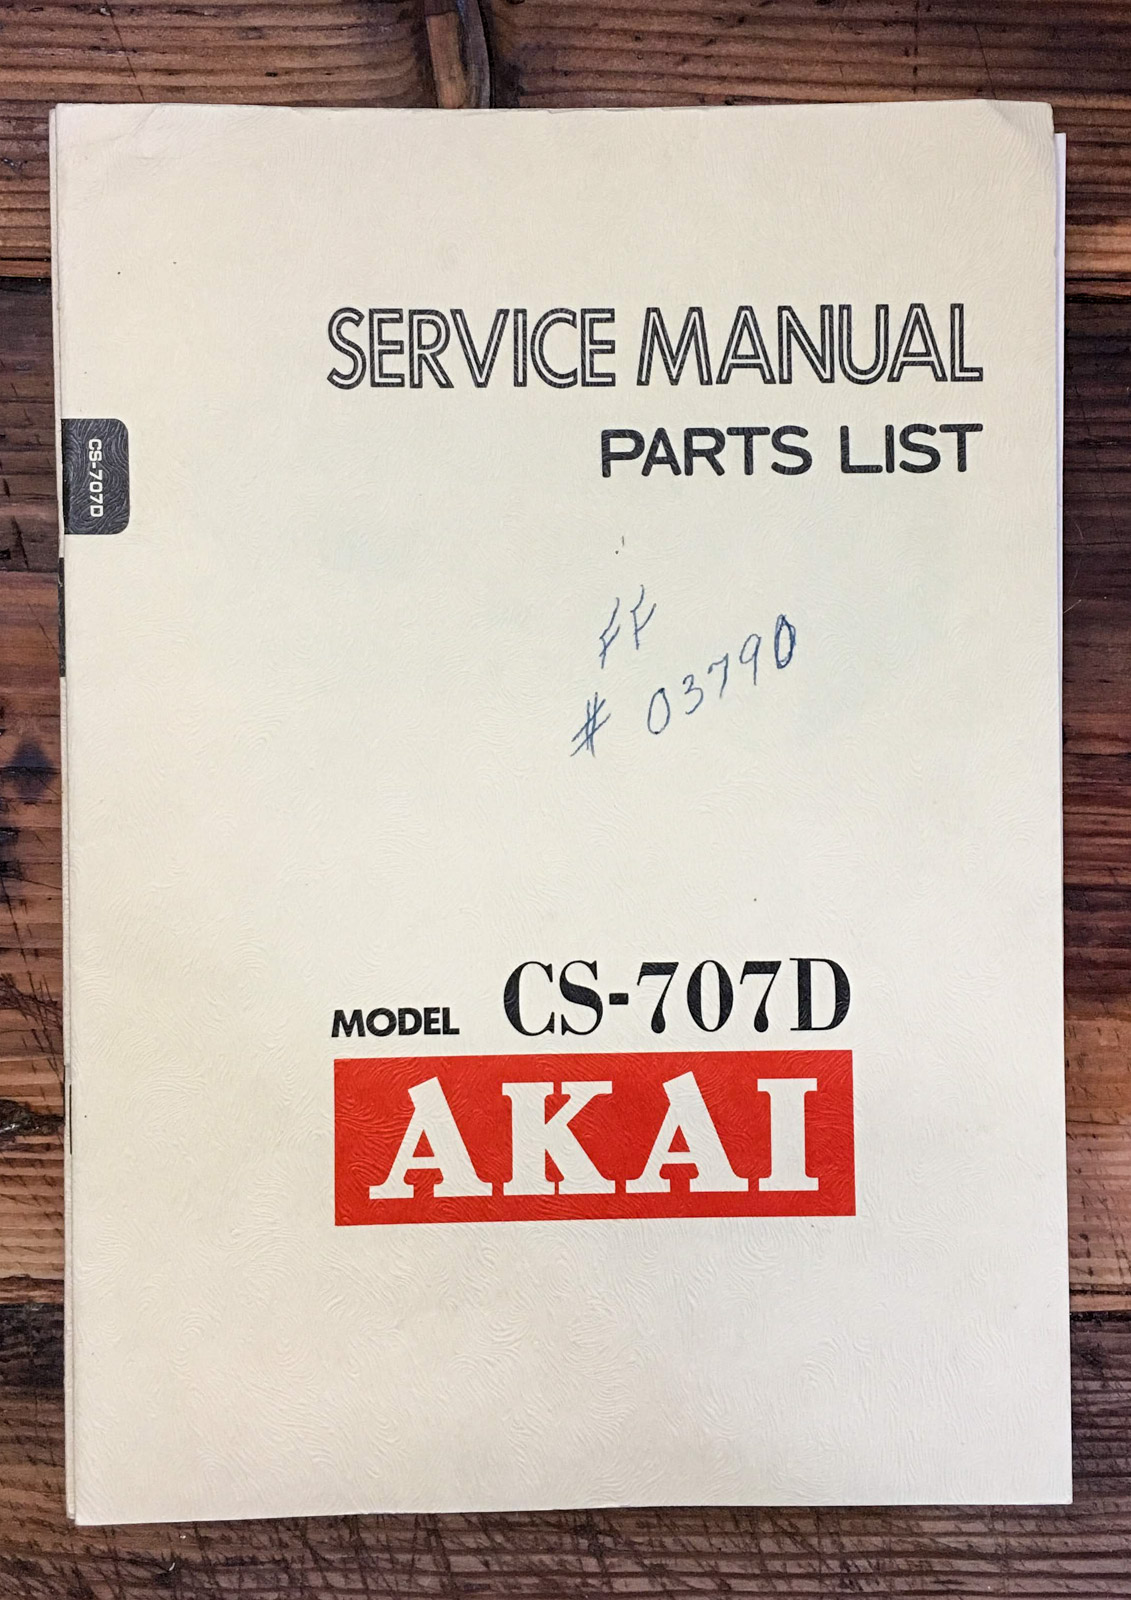 SERVICE MANUAL
PARTS LIST
CS-707D
FF
# 03790
MODEL CS-707D
AKAI